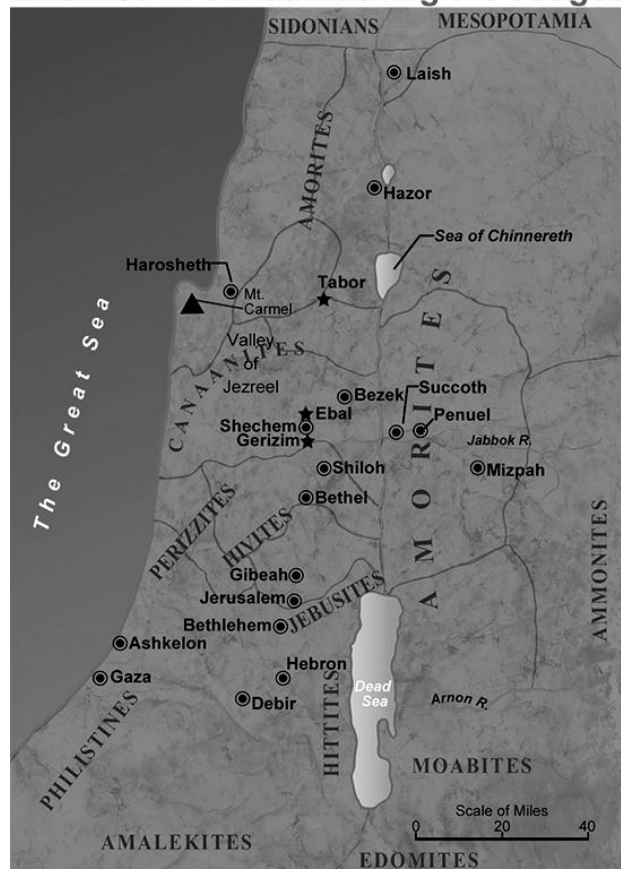 SIDONIANS
MESOPOTAMIA
Laish
AMORITES
Hazor
Sea of Chinnereth
Harosheth
Tabor
Mt.
Carmel
Valley
of
Jezreel
CANAANITES
The Great Sea
Bezek
Succoth
Ebal
Penuel
Shechem
Gerizim
Jabbok R.
AMORITES
Shiloh
Mizpah
Bethel
PERIZZITES
HIVITES
AMMONITES
Gibeah
Jerusalem
JEBUSITES
Bethlehem
Ashkelon
Hebron
Gaza
Dead
Sea
Debir
Arnon R.
HITTITES
PHILISTINES
MOABITES
Scale of Miles
0 20 40
AMALEKITES
EDOMITES